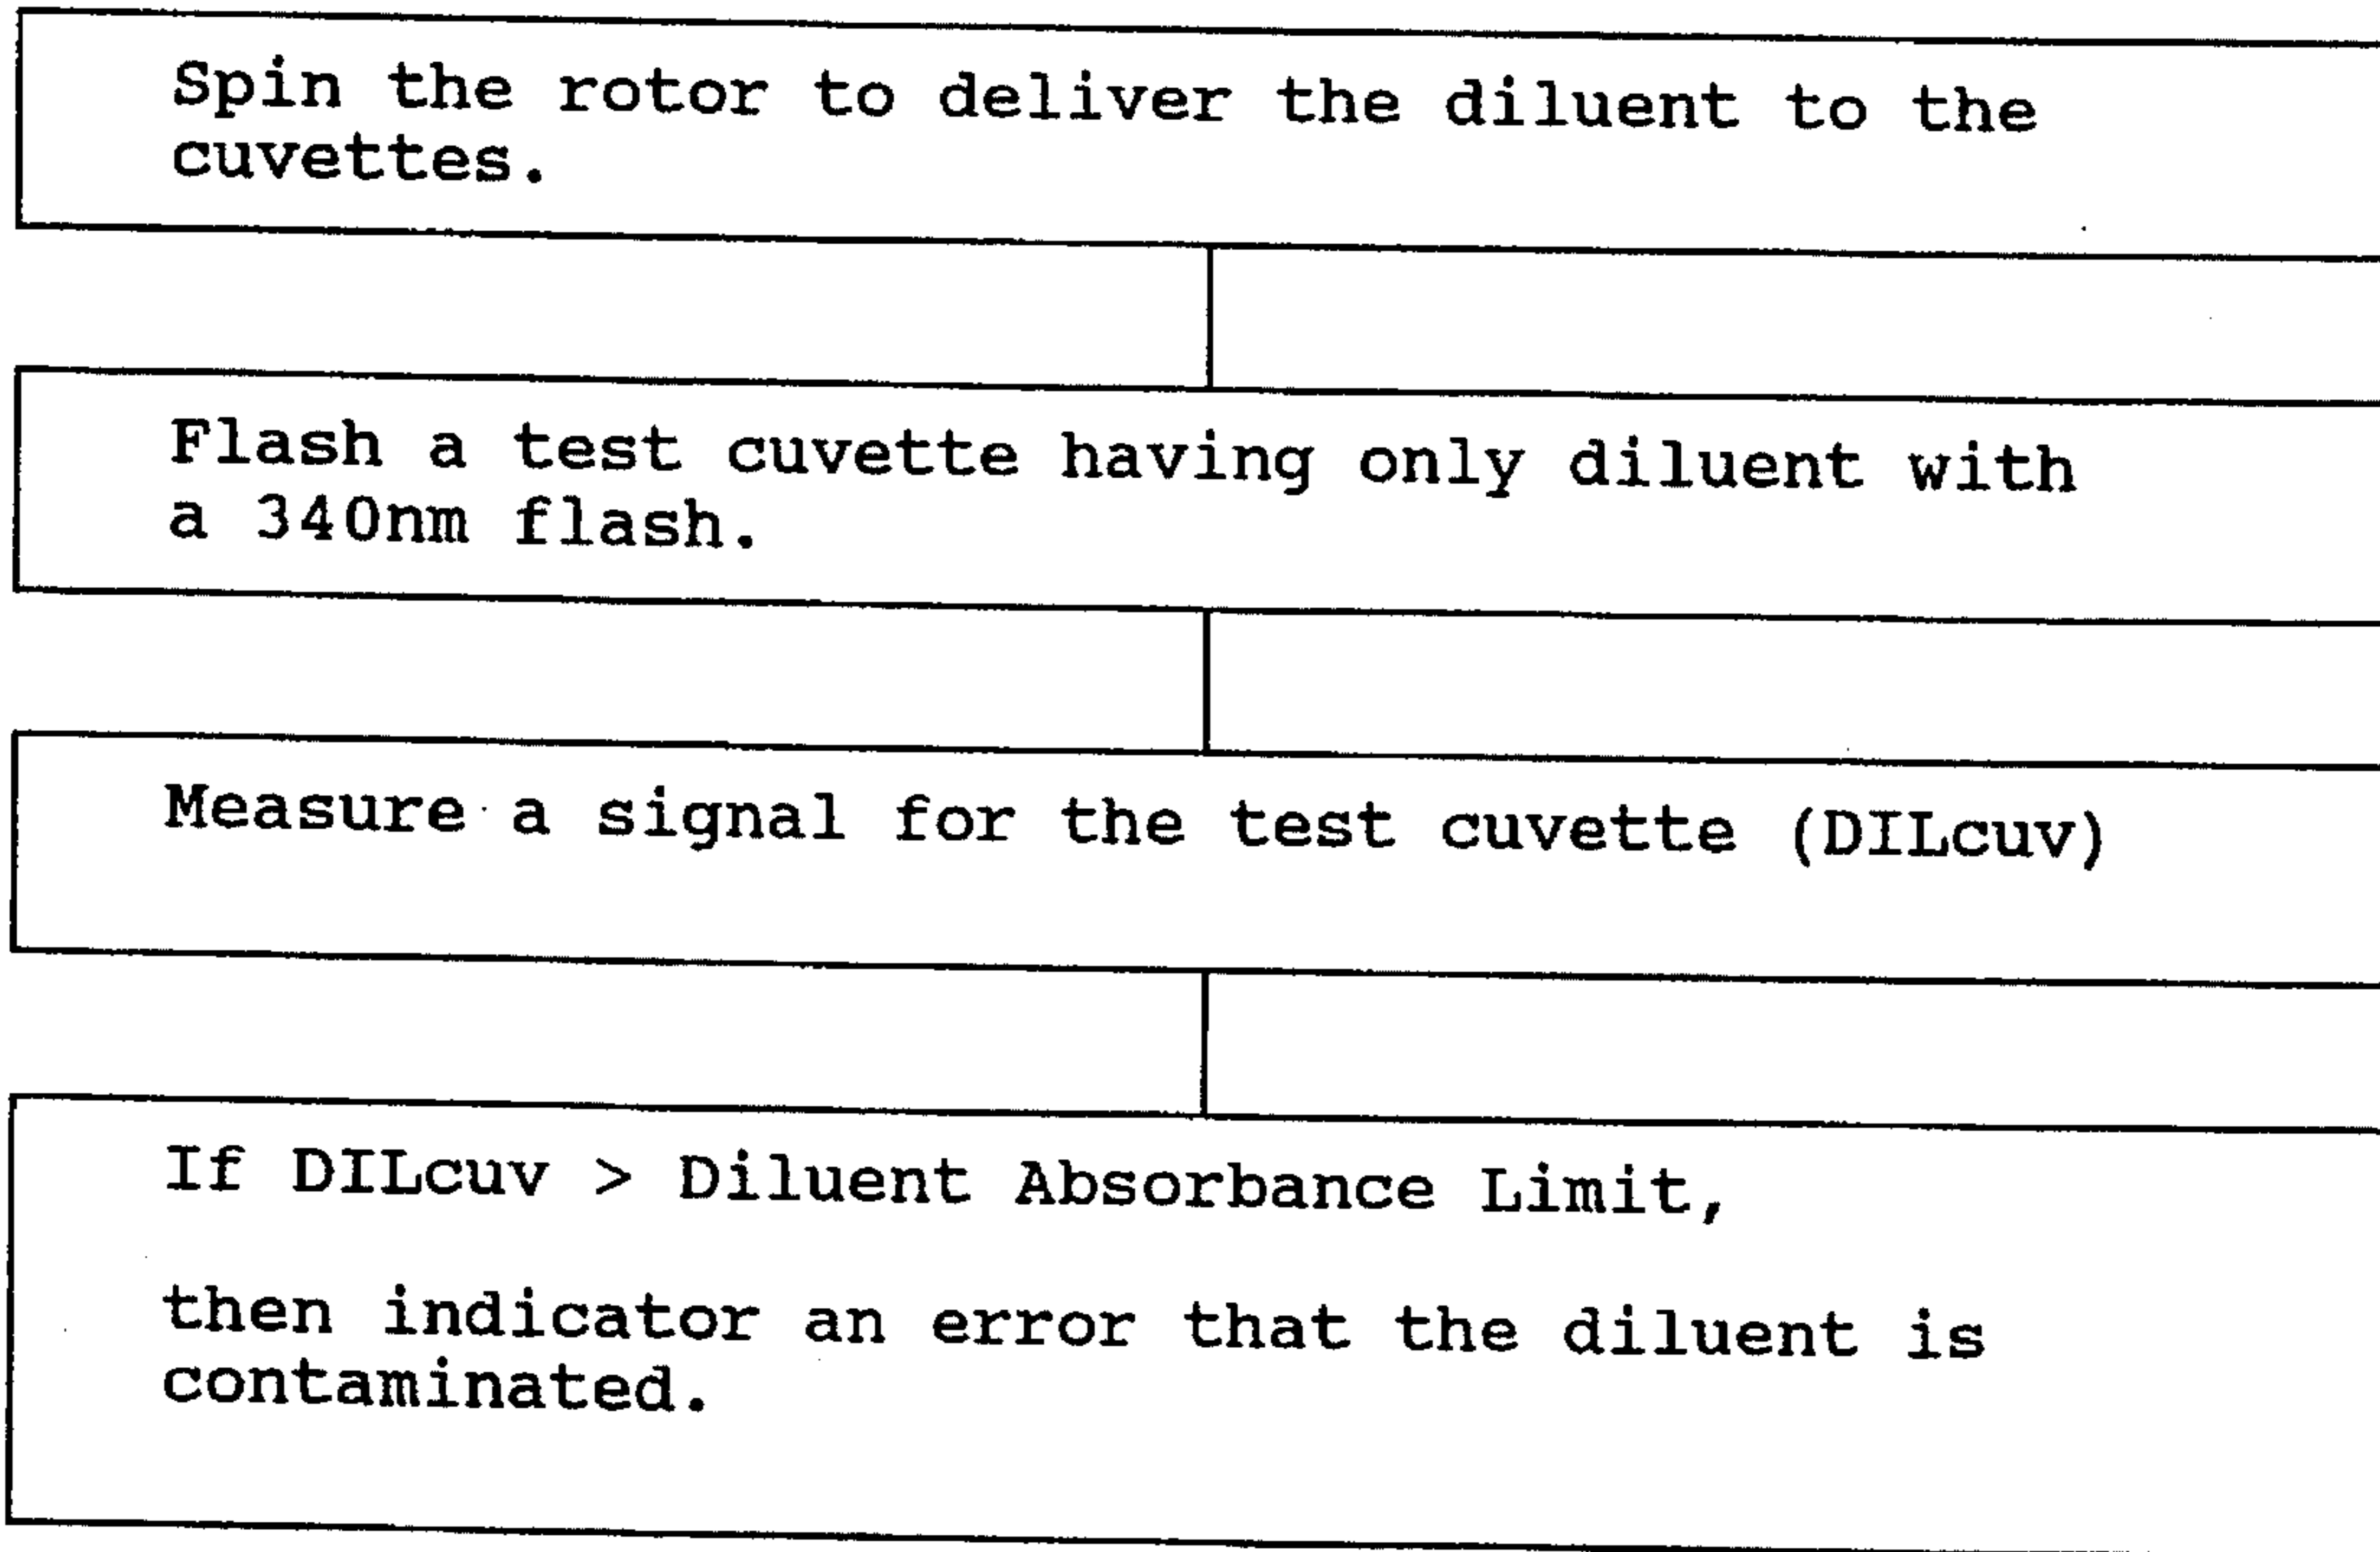 Spin the rotor to deliver the diluent to the
cuvettes.
Flash a test cuvette having only diluent with
a 340nm flash.
Measure a signal for the test cuvette (DILcuv)
If DILcuv > Diluent Absorbance Limit,
then indicator an error that the diluent is
contaminated.